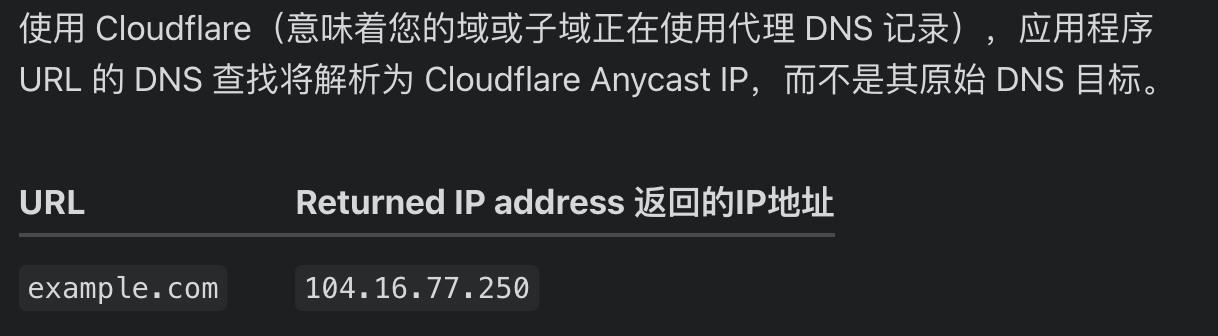 使用 Cloudflare（意味着您的域或子域正在使用代理 DNS 记录），应用程序
URL 的 DNS 查找将解析为 Cloudflare Anycast IP，而不是其原始 DNS 目标。
URL Returned IP address 返回的IP地址
example.com 104.16.77.250